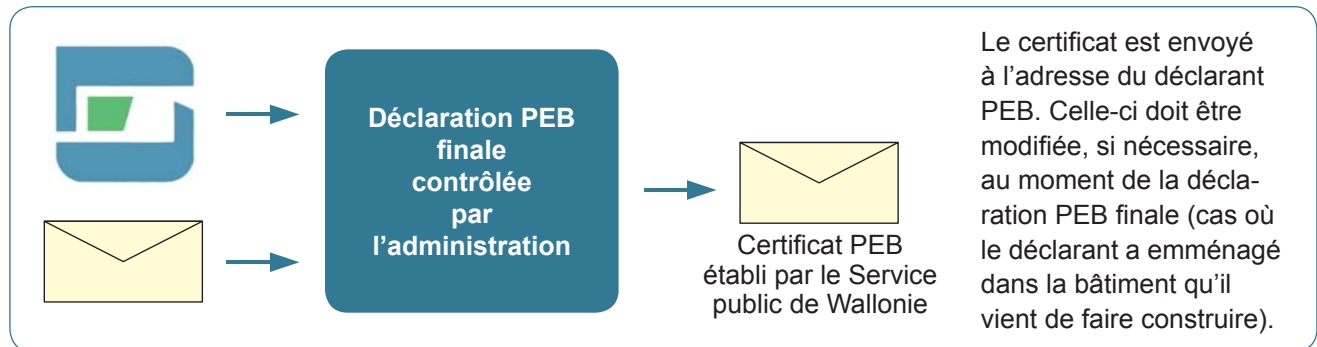 Déclaration PEB
finale
contrôlée
par
l’administration
Certificat PEB
établi par le Service
public de Wallonie
Le certificat est envoyé
à l’adresse du déclarant
PEB. Celle-ci doit être
modifiée, si nécessaire,
au moment de la décla-
ration PEB finale (cas où
le déclarant a emménagé
dans la bâtiment qu’il
vient de faire construire).